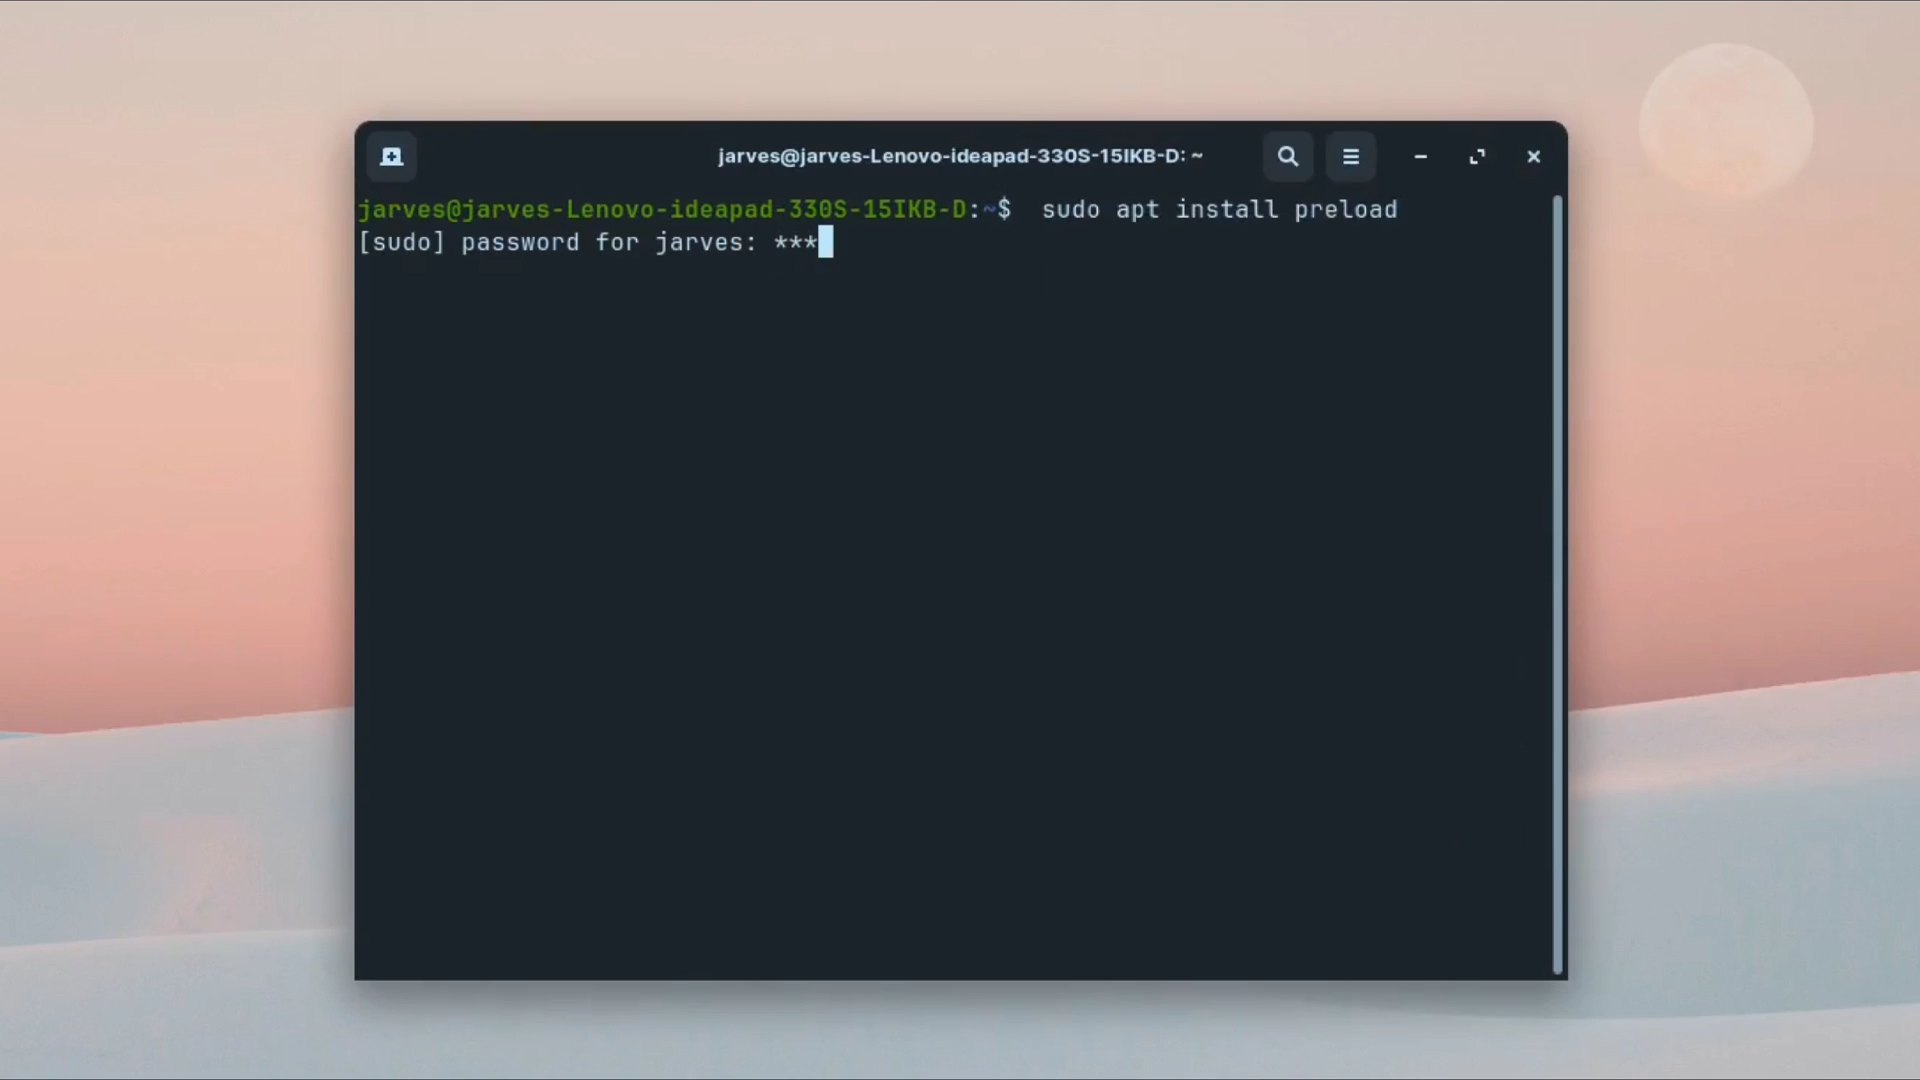 jarves@jarves-Lenovo-ideapad-330S-15IKB-D: ~
jarves@jarves-Lenovo-ideapad-330S-15IKB-D:~$  sudo apt install preload
[sudo] password for jarves: ***